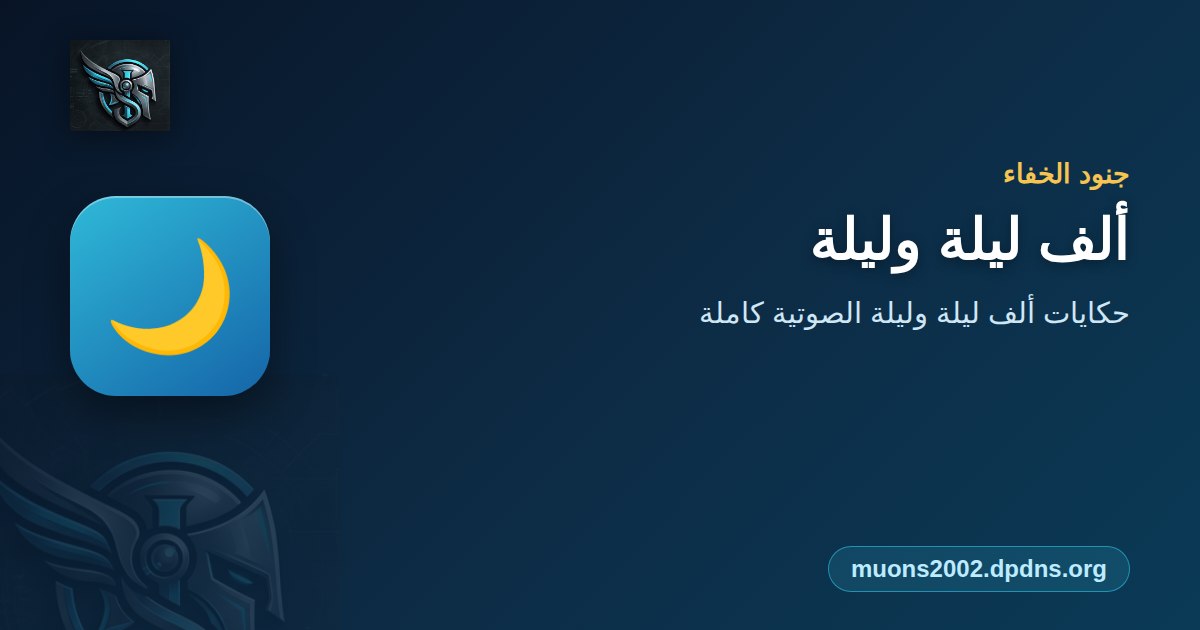 جنود الخفاء
ألف ليلة وليلة
حكايات ألف ليلة وليلة الصوتية كاملة
muons2002.dpdns.org